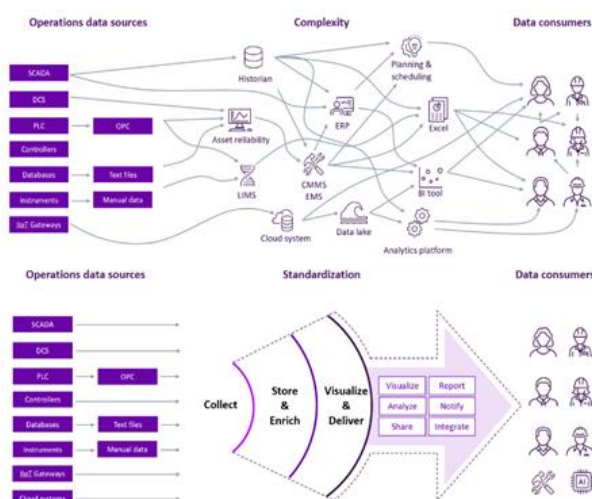 Operations data sources
Complexity
Data consumers
SCADA
DCS
PLC
OPC
Controllers
Databases
Text files
Instruments
Manual data
IIoT Gateways
Historian
Planning &
scheduling
Asset reliability
ERP
Excel
LIMS
CMMS
EMS
BI tool
Cloud system
Data lake
Analytics platform
Operations data sources
Standardization
Data consumers
SCADA
DCS
PLC
OPC
Controllers
Databases
Text files
Instruments
Manual data
IIoT Gateways
Cloud systems
Collect
Store
&
Enrich
Visualize
&
Deliver
Visualize
Report
Analyze
Notify
Share
Integrate
AI